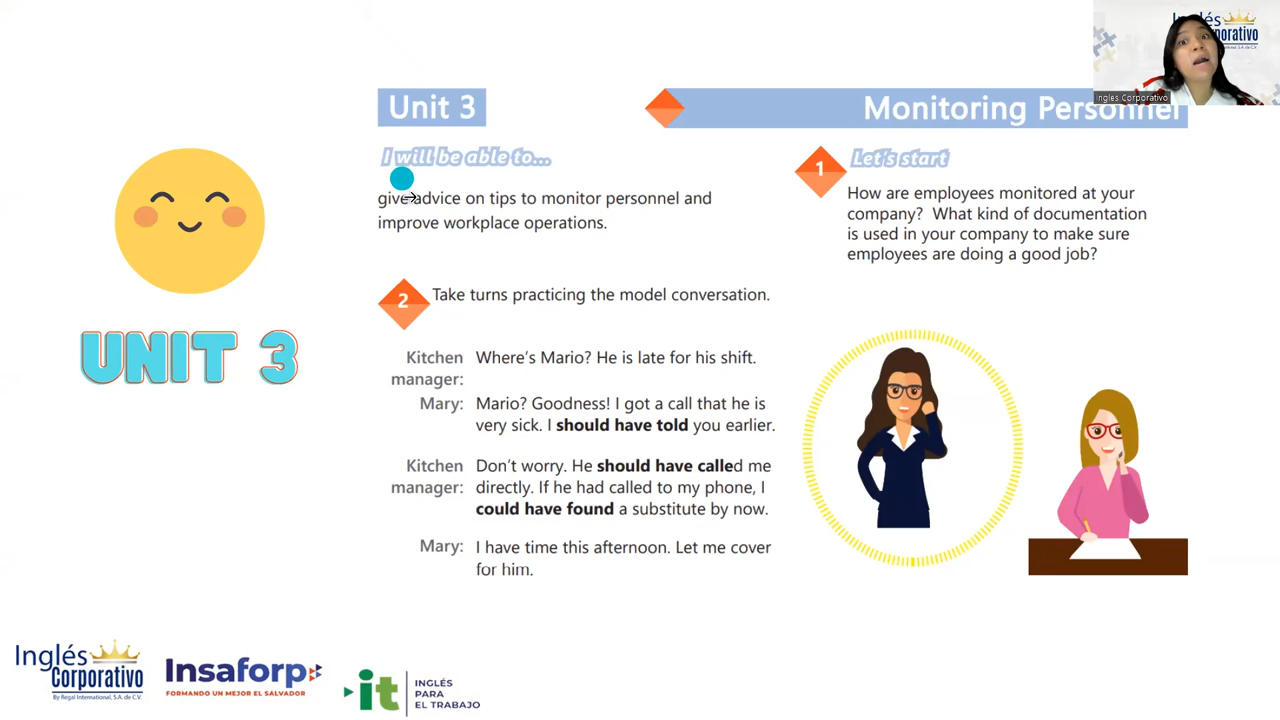 Inglés
Corporativo
Ingles Corporativo
Unit 3
Monitoring Personnel
I will be able to...
give advice on tips to monitor personnel and
improve workplace operations.
1
Let's start
How are employees monitored at your
company? What kind of documentation
is used in your company to make sure
employees are doing a good job?
UNIT 3
2
Take turns practicing the model conversation.
Kitchen manager:
Where's Mario? He is late for his shift.
Mary:
Mario? Goodness! I got a call that he is
very sick. I should have told you earlier.
Kitchen manager:
Don't worry. He should have called me
directly. If he had called to my phone, I
could have found a substitute by now.
Mary:
I have time this afternoon. Let me cover
for him.
Inglés
Corporativo
By Regal International, S.A. de C.V.
Insaforp
FORMANDO UN MEJOR EL SALVADOR
it
INGLÉS
PARA
EL TRABAJO